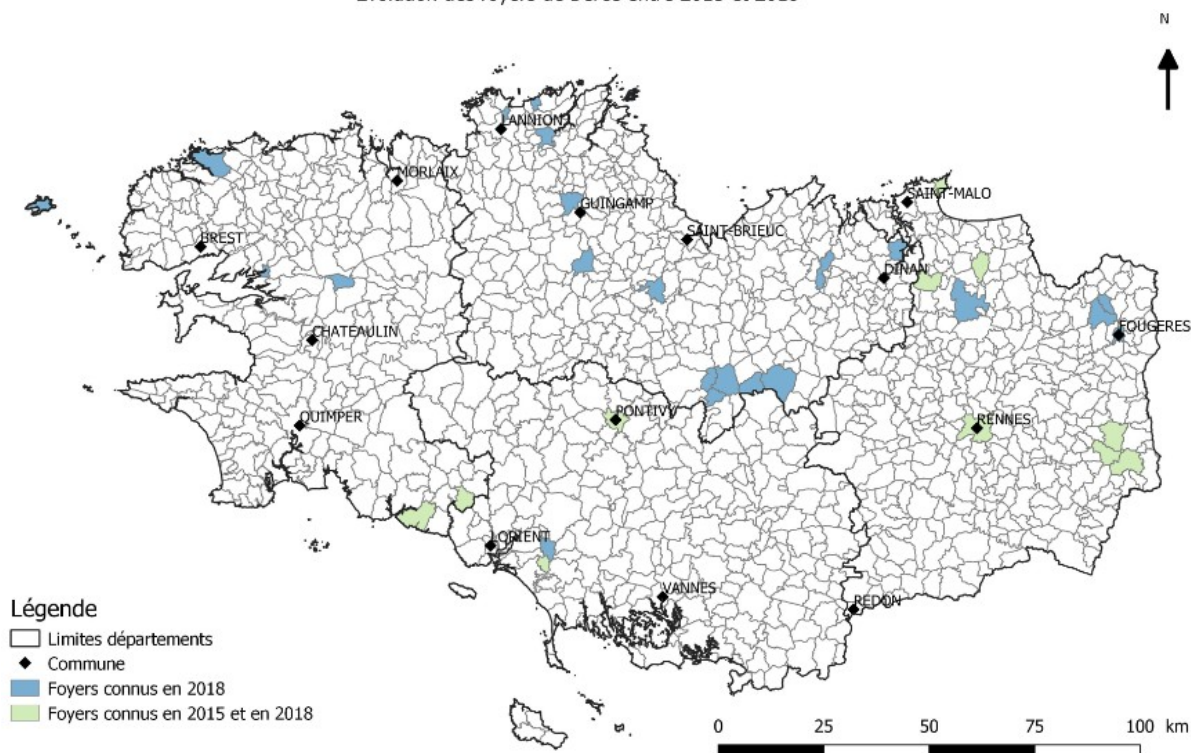 N
LANNION
MORLAIX
GUINGAMP
SAINT-MALO
SAINT-BRIEUC
BREST
DINAN
CHATEAULIN
FOUGERES
PONTIVY
QUIMPER
RENNES
LORIENT
VANNES
REDON
Légende
Limites départements
Commune
Foyers connus en 2018
Foyers connus en 2015 et en 2018
0 25 50 75 100 km